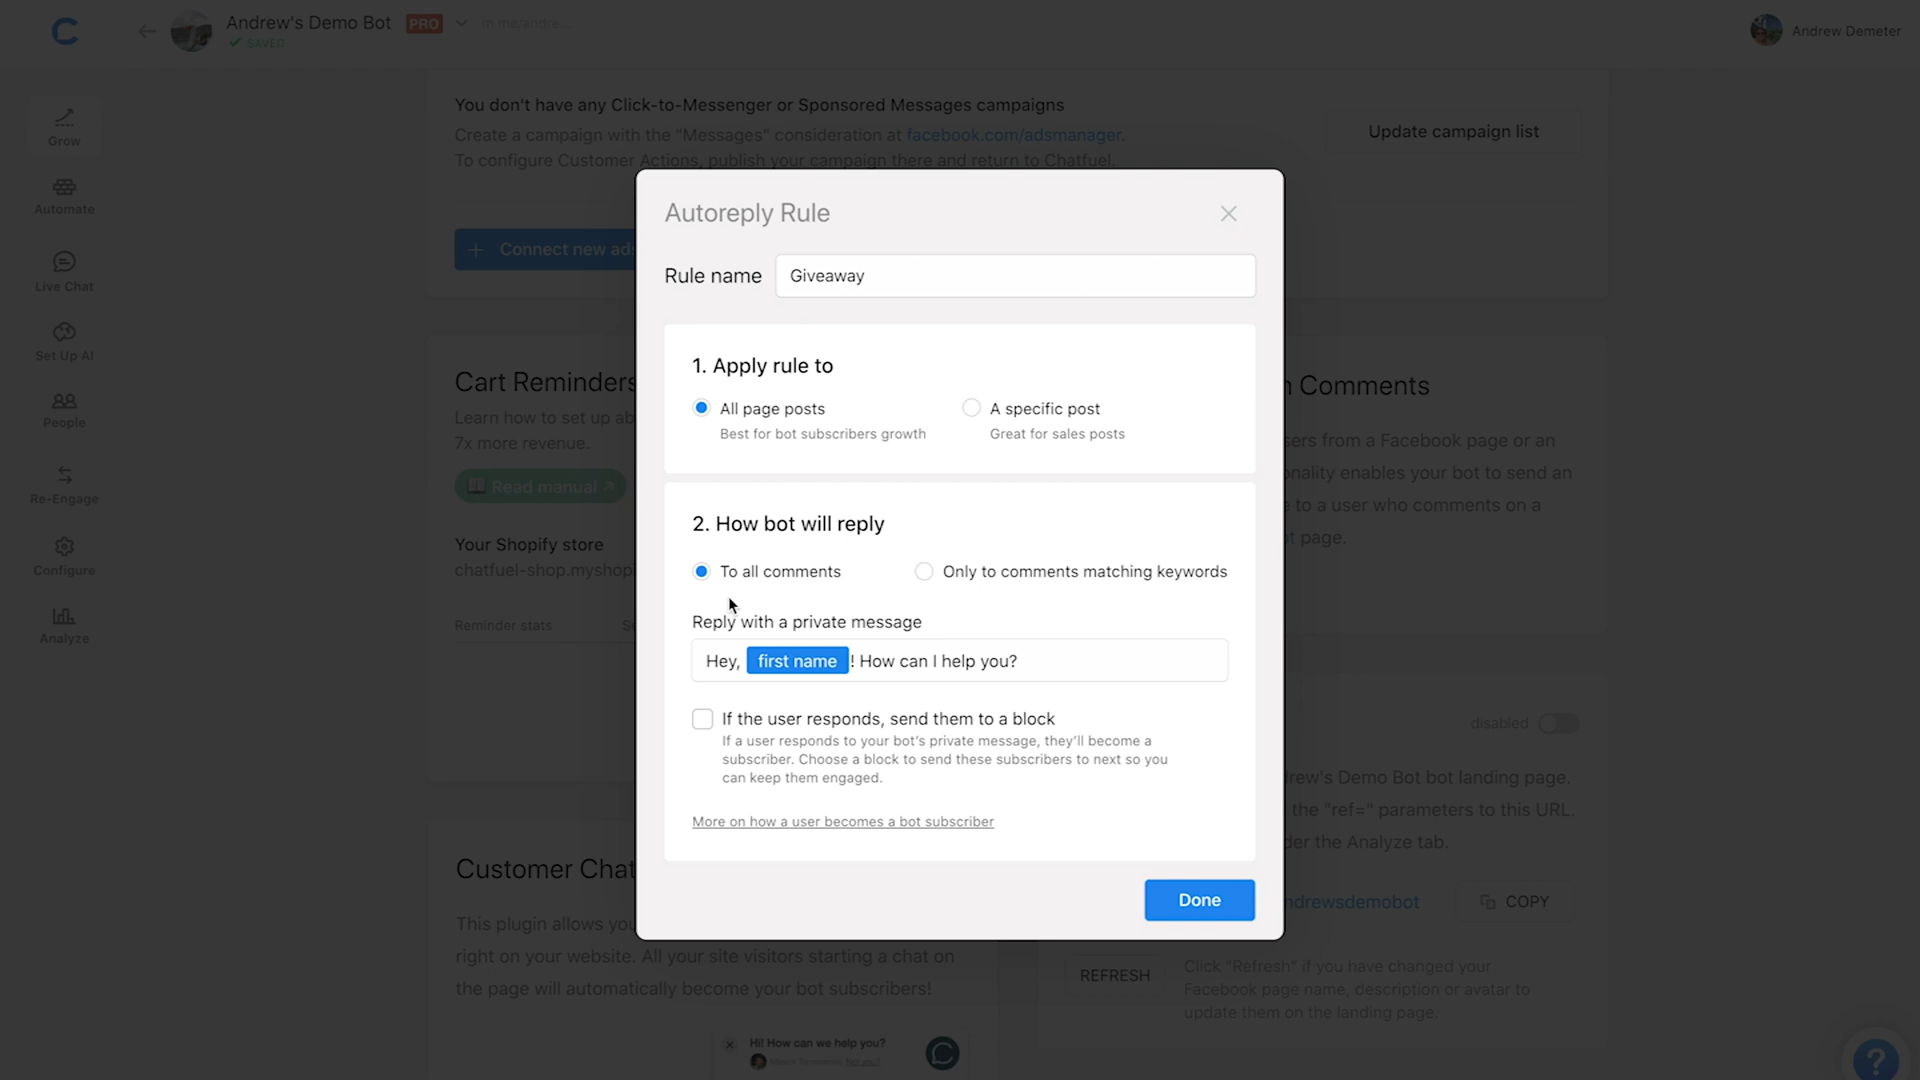 Andrew's Demo Bot PRO m.me/andre...
SAVED
Andrew Demeter
Grow
Automate
Live Chat
Set Up AI
People
Re-Engage
Configure
Analyze
You don't have any Click-to-Messenger or Sponsored Messages campaigns
Create a campaign with the "Messages" consideration at facebook.com/adsmanager.
To configure Customer Actions, publish your campaign there and return to Chatfuel.
Update campaign list
Connect new ads
Cart Reminders
Learn how to set up ab
7x more revenue.
Read manual
Your Shopify store
chatfuel-shop.myshop
Reminder stats
Autoreply Rule
Rule name Giveaway
1. Apply rule to
All page posts
Best for bot subscribers growth
A specific post
Great for sales posts
2. How bot will reply
To all comments
Only to comments matching keywords
Reply with a private message
Hey, first name ! How can I help you?
If the user responds, send them to a block
If a user responds to your bot's private message, they'll become a
subscriber. Choose a block to send these subscribers to next so you
can keep them engaged.
More on how a user becomes a bot subscriber
Done
Comments
sers from a Facebook page or an
onality enables your bot to send an
to a user who comments on a
page.
disabled
rew's Demo Bot bot landing page.
the "ref=" parameters to this URL.
der the Analyze tab.
ndrewsdemobot
COPY
REFRESH
Click "Refresh" if you have changed your
Facebook page name, description or avatar to
update them on the landing page.
Customer Chat
This plugin allows you
right on your website. All your site visitors starting a chat on
the page will automatically become your bot subscribers!
Hi! How can we help you?
?